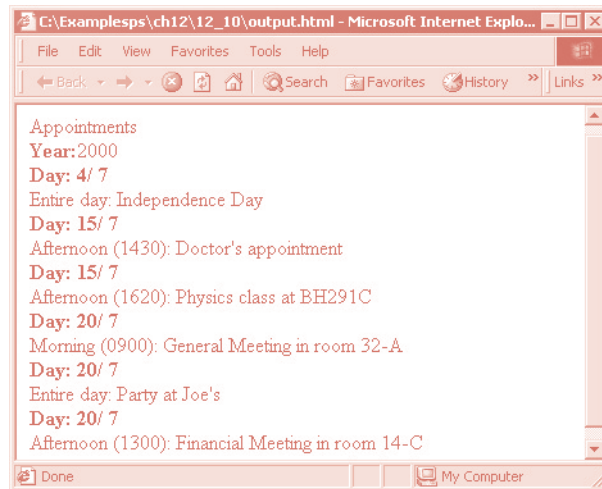 C:\Examplesps\ch12\12_10\output.html - Microsoft Internet Explo...
File Edit View Favorites Tools Help
Back Search Favorites History » Links »
Appointments
Year:2000
Day: 4/ 7
Entire day: Independence Day
Day: 15/ 7
Afternoon (1430): Doctor's appointment
Day: 15/ 7
Afternoon (1620): Physics class at BH291C
Day: 20/ 7
Morning (0900): General Meeting in room 32-A
Day: 20/ 7
Entire day: Party at Joe's
Day: 20/ 7
Afternoon (1300): Financial Meeting in room 14-C
Done My Computer